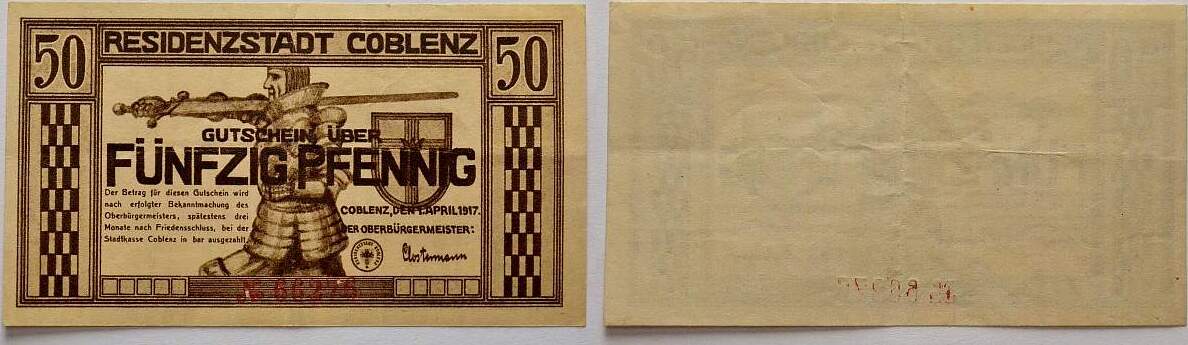 50
RESIDENZSTADT COBLENZ
50
GUTSCHEIN ÜBER
FÜNFZIG PFENNIG
Der Betrag für diesen Gutschein wird
nach erfolgter Bekanntmachung des
Oberbürgermeisters, spätestens drei
Monate nach Friedensschluss, bei der
Stadtkasse Coblenz in bar ausgezahlt.
COBLENZ, DEN 1. APRIL 1917.
DER OBERBÜRGERMEISTER:
Clostermann
№ 66276